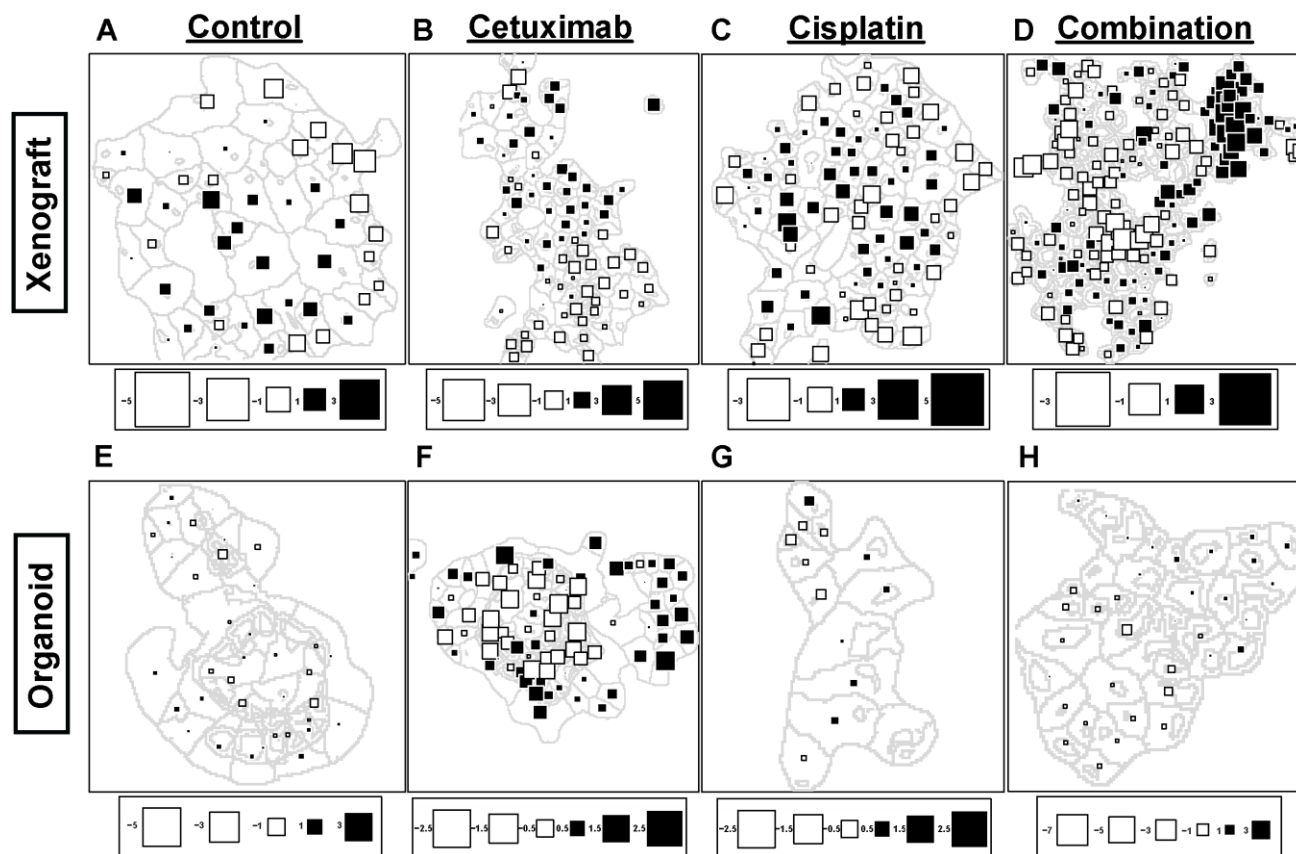 A Control B Cetuximab C Cisplatin D Combination
Xenograft
−5 −3 −1 1 3
−5 −3 −1 1 3 5
−3 −1 1 3 5
−3 −1 1 3
E F G H
Organoid
−5 −3 −1 1 3
−2.5 −1.5 −0.5 0.5 1.5 2.5
−2.5 −1.5 −0.5 0.5 1.5 2.5
−7 −5 −3 −1 1 3